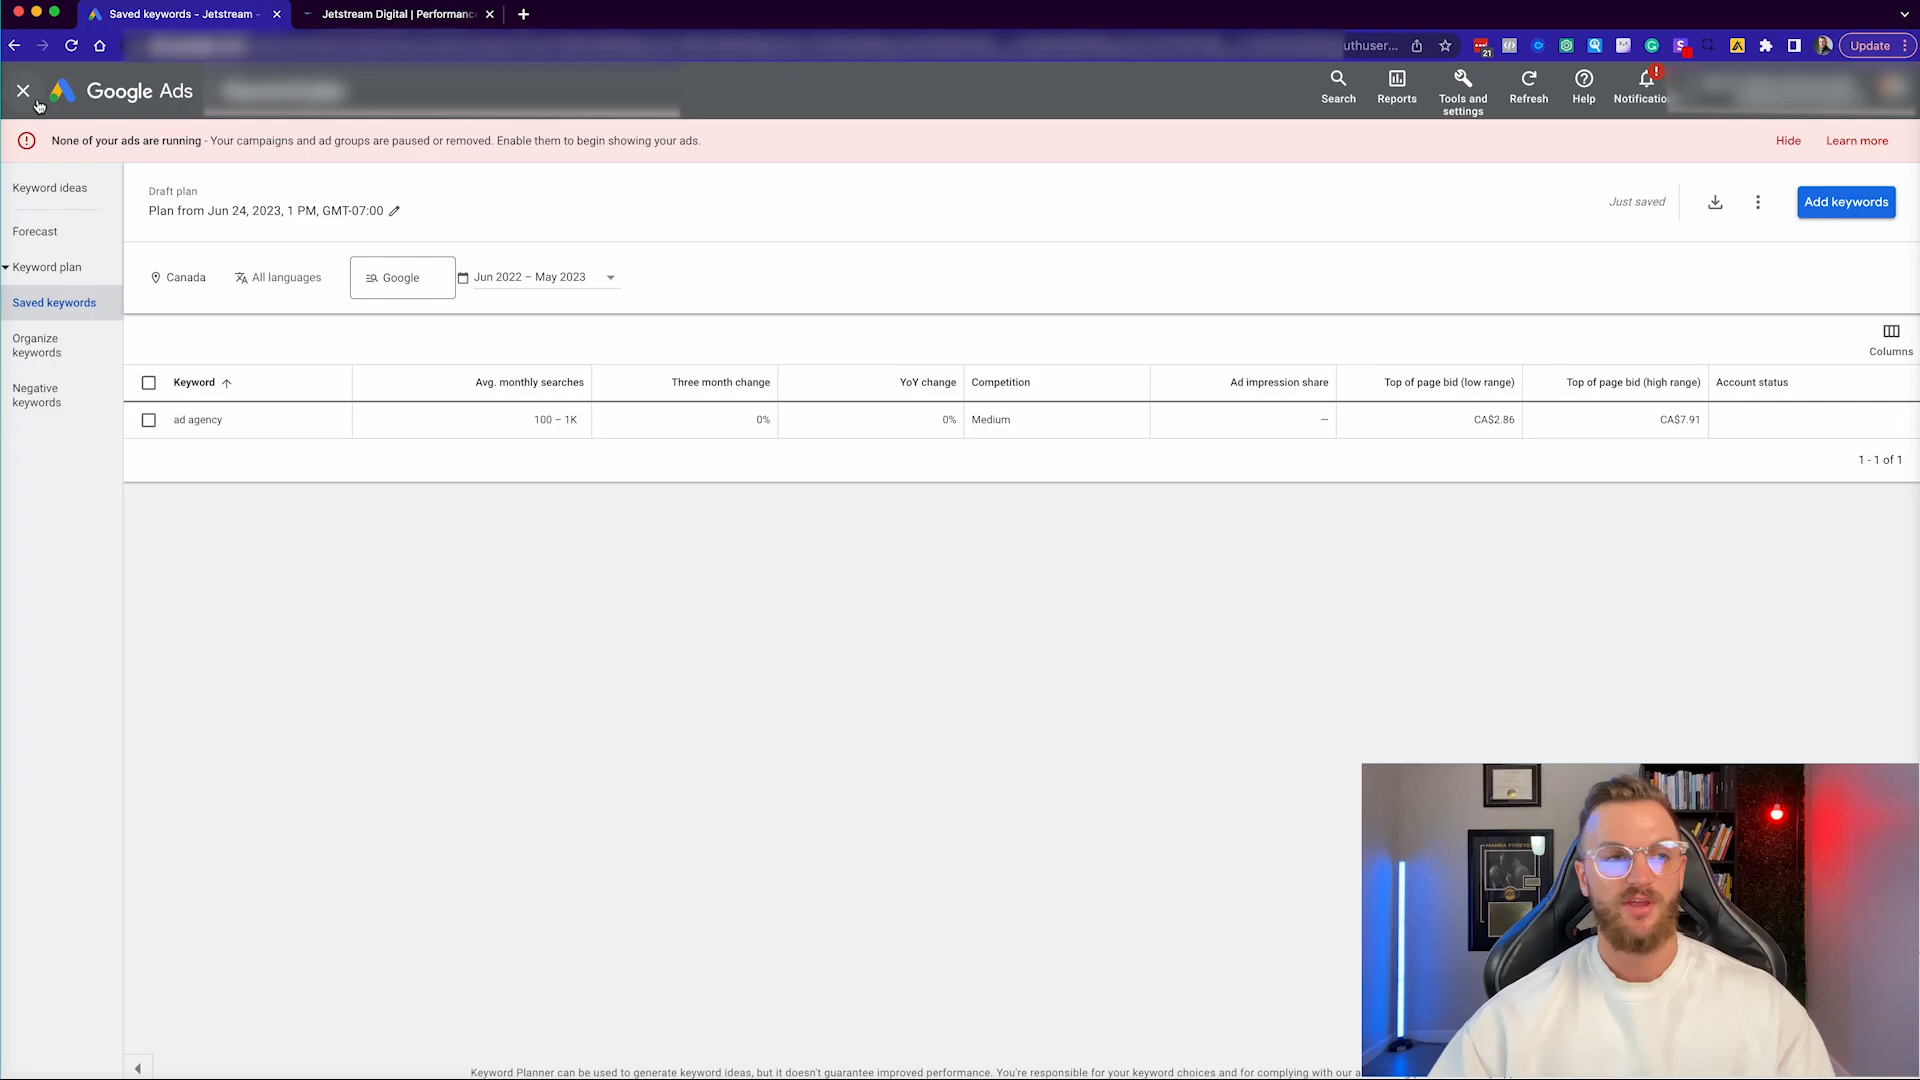 Saved keywords - Jetstream -
Jetstream Digital | Performanc
uthuser...
21
Update
Google Ads
Search
Reports
Tools and
settings
Refresh
Help
Notificatio
None of your ads are running - Your campaigns and ad groups are paused or removed. Enable them to begin showing your ads.
Hide
Learn more
Keyword ideas
Forecast
Keyword plan
Saved keywords
Organize
keywords
Negative
keywords
Draft plan
Plan from Jun 24, 2023, 1 PM, GMT-07:00
Just saved
Add keywords
Canada
All languages
Google
Jun 2022 – May 2023
Columns
Keyword
Avg. monthly searches
Three month change
YoY change
Competition
Ad impression share
Top of page bid (low range)
Top of page bid (high range)
Account status
ad agency
100 – 1K
0%
0%
Medium
—
CA$2.86
CA$7.91
1 - 1 of 1
MAMBA FOREVER
Keyword Planner can be used to generate keyword ideas, but it doesn't guarantee improved performance. You're responsible for your keyword choices and for complying with our a